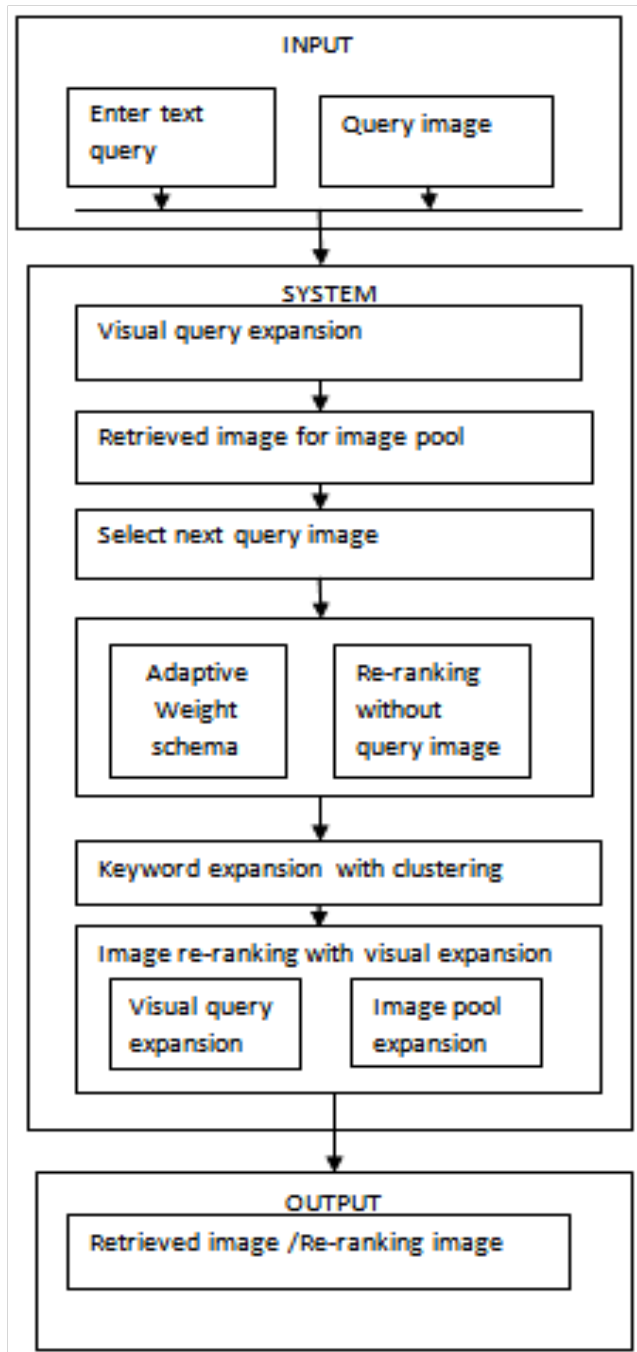 INPUT
Enter text
query
Query image
SYSTEM
Visual query expansion
Retrieved image for image pool
Select next query image
Adaptive
Weight
schema
Re-ranking
without
query image
Keyword expansion with clustering
Image re-ranking with visual expansion
Visual query
expansion
Image pool
expansion
OUTPUT
Retrieved image /Re-ranking image